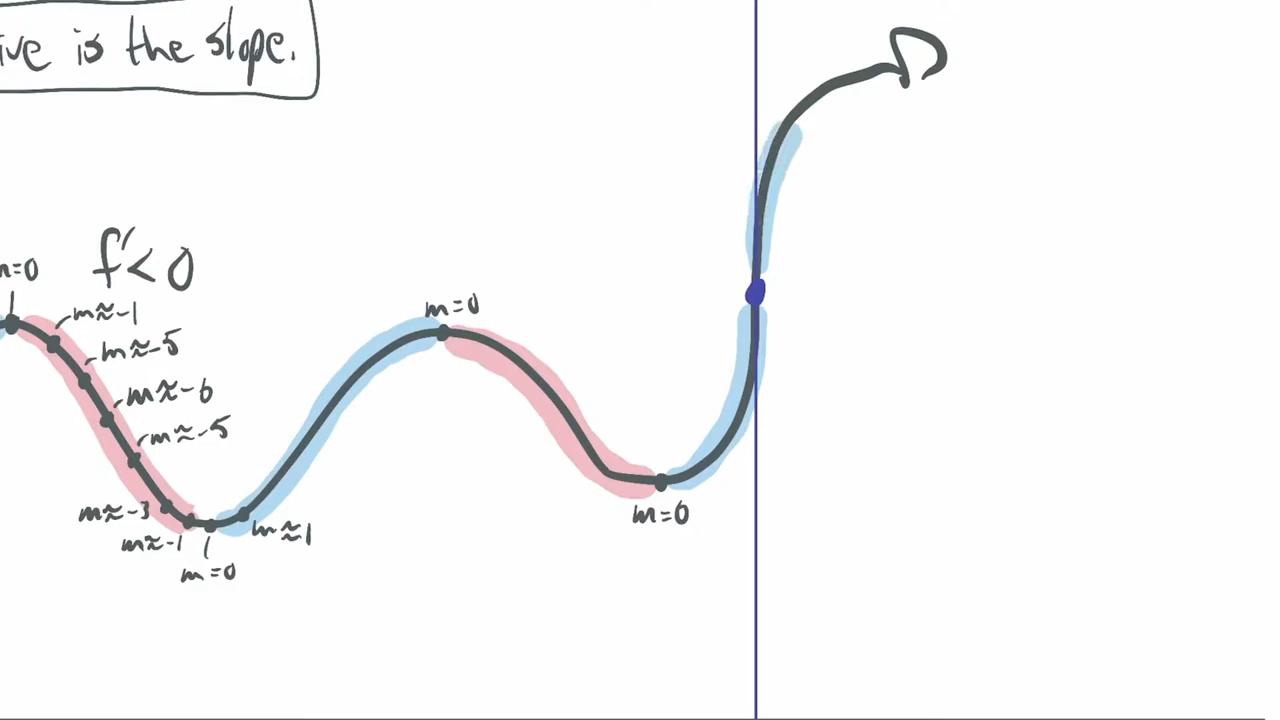 ive is the slope.
m=0
f'< 0
m≈-1
m≈-5
m≈-6
m≈-5
m≈-3
m≈-1
m=0
m≈1
m=0
m=0